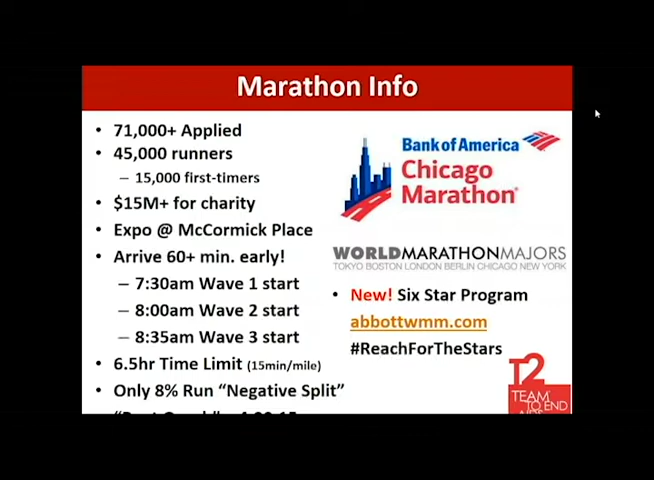 Marathon Info
• 71,000+ Applied
• 45,000 runners
– 15,000 first-timers
• $15M+ for charity
• Expo @ McCormick Place
• Arrive 60+ min. early!
– 7:30am Wave 1 start
– 8:00am Wave 2 start
– 8:35am Wave 3 start
• 6.5hr Time Limit (15min/mile)
• Only 8% Run “Negative Split”
Bank of America
Chicago
Marathon®
WORLDMARATHONMAJORS
TOKYO BOSTON LONDON BERLIN CHICAGO NEW YORK
• New! Six Star Program
abbottwmm.com
#ReachForTheStars
T2
TEAM
TO END